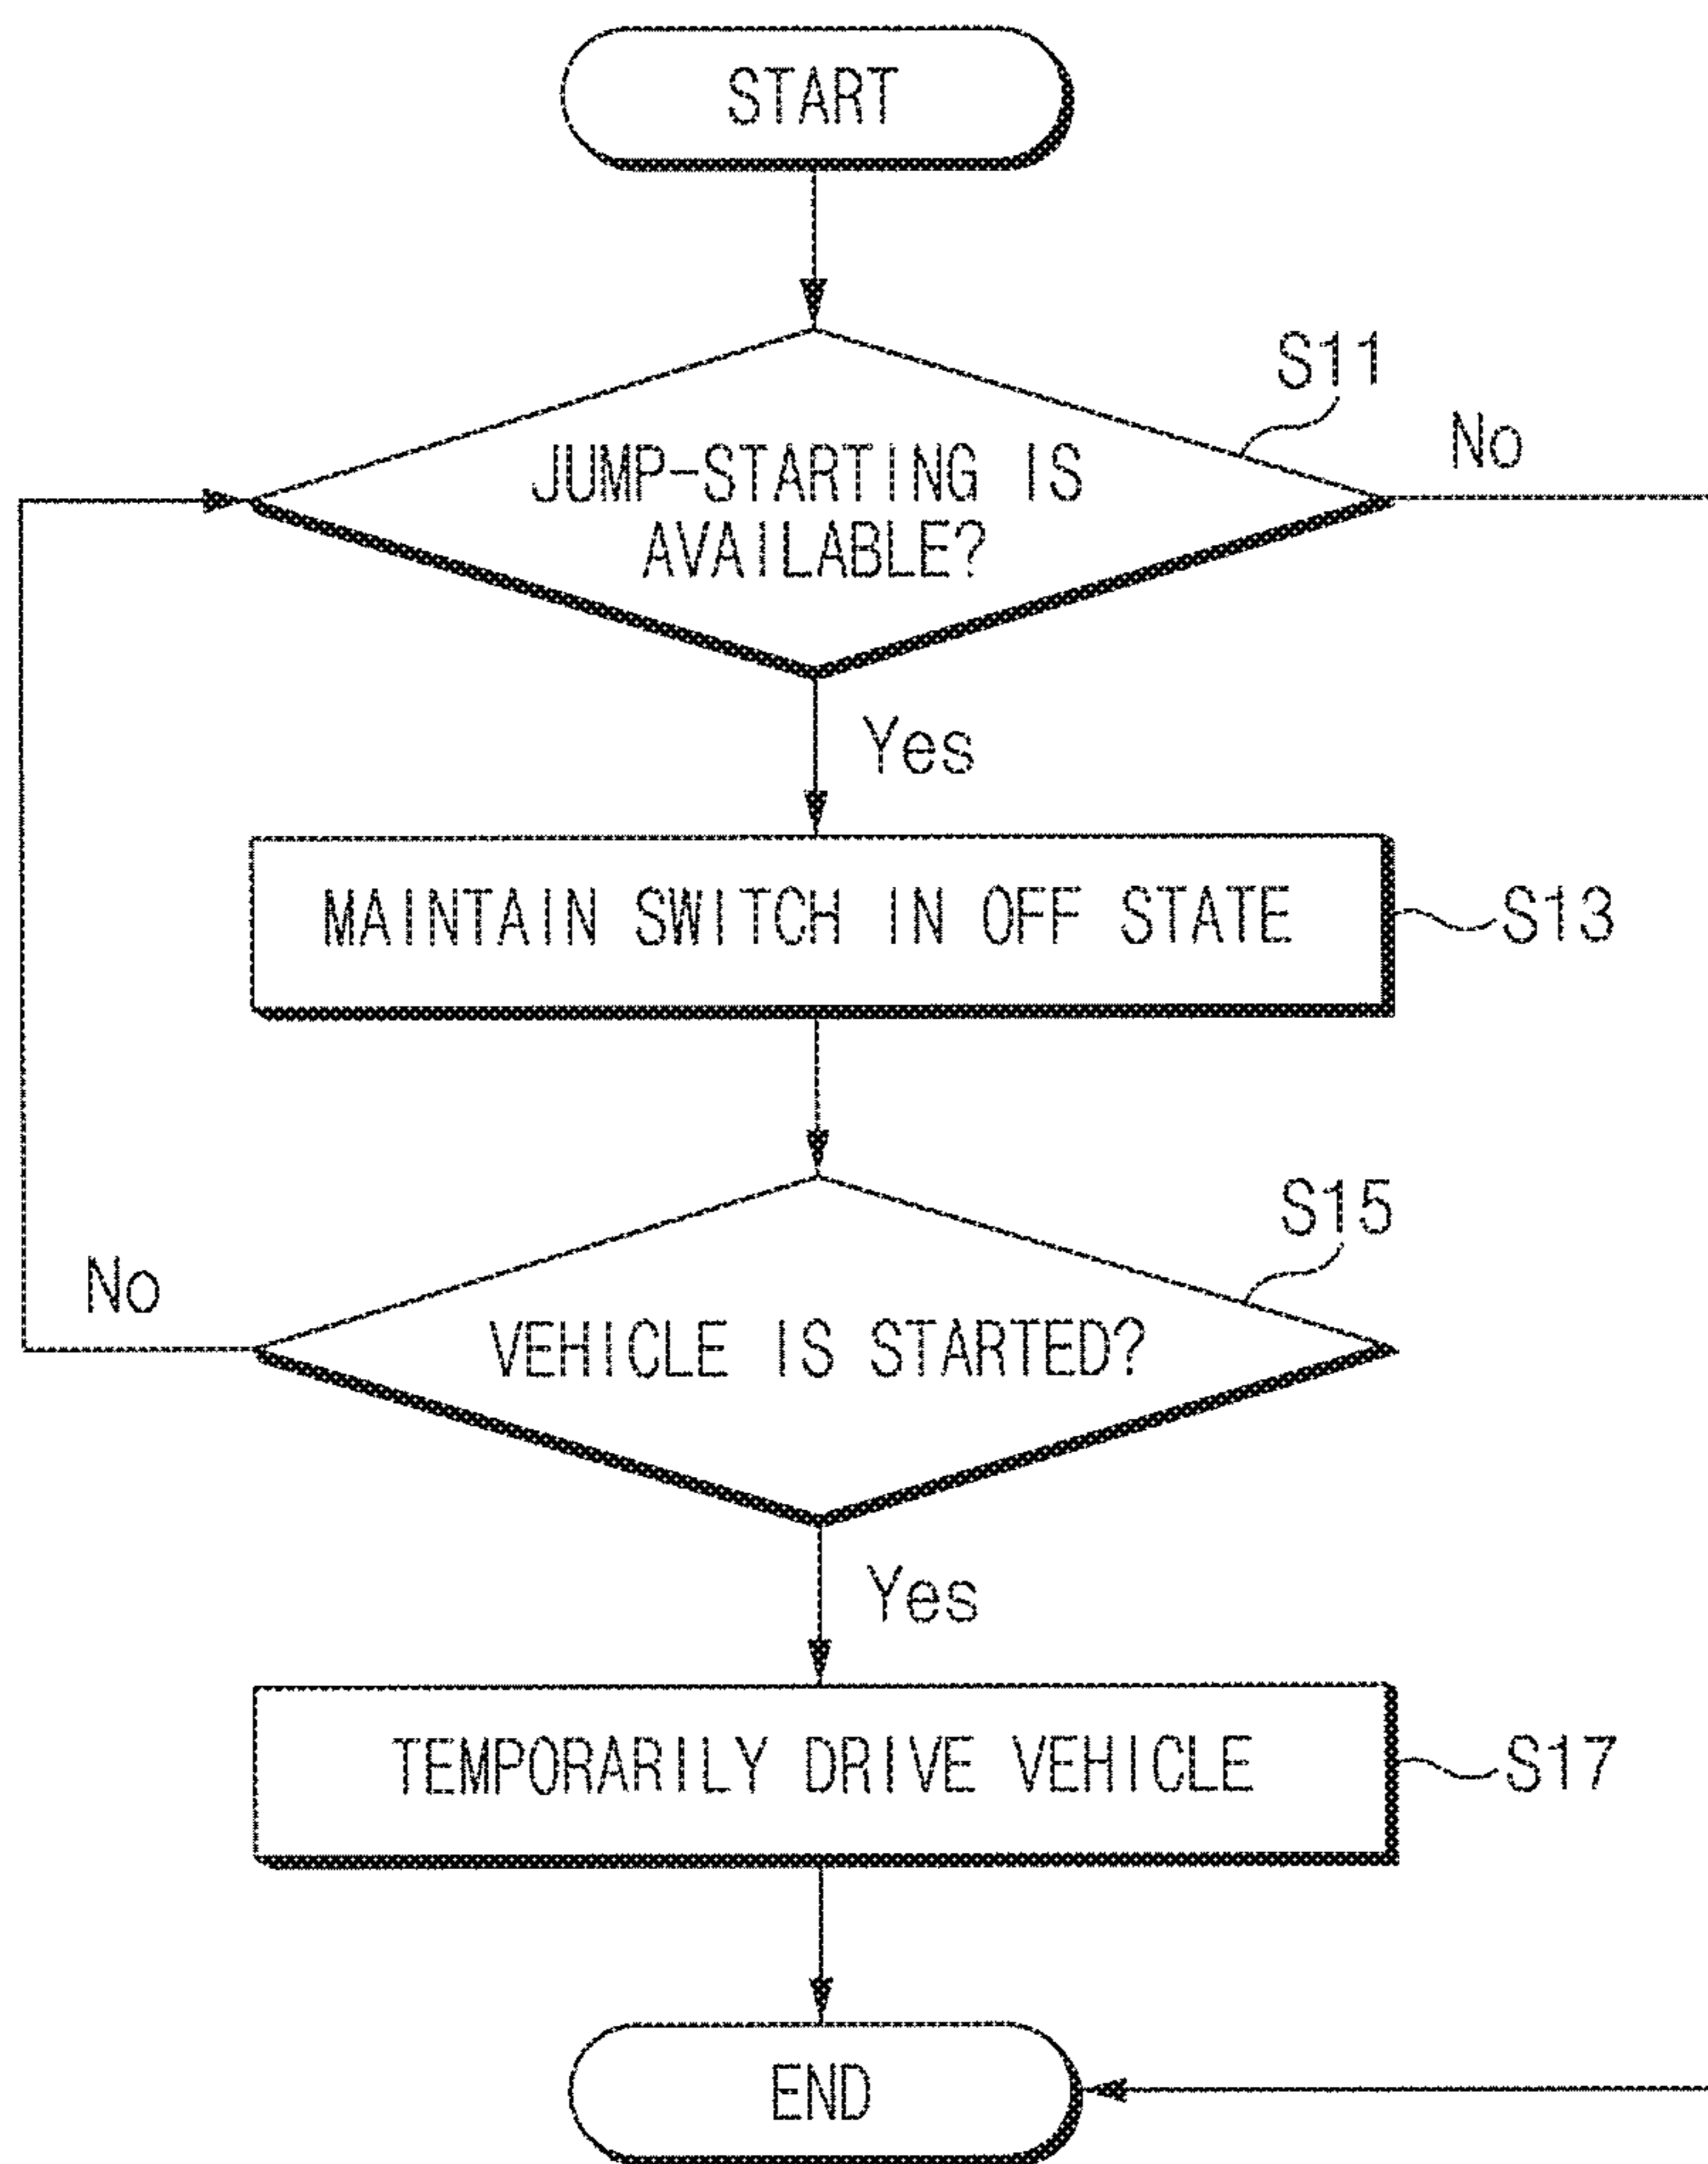 START
S11
No
JUMP-STARTING IS
AVAILABLE?
Yes
MAINTAIN SWITCH IN OFF STATE
S13
S15
No
VEHICLE IS STARTED?
Yes
TEMPORARILY DRIVE VEHICLE
S17
END